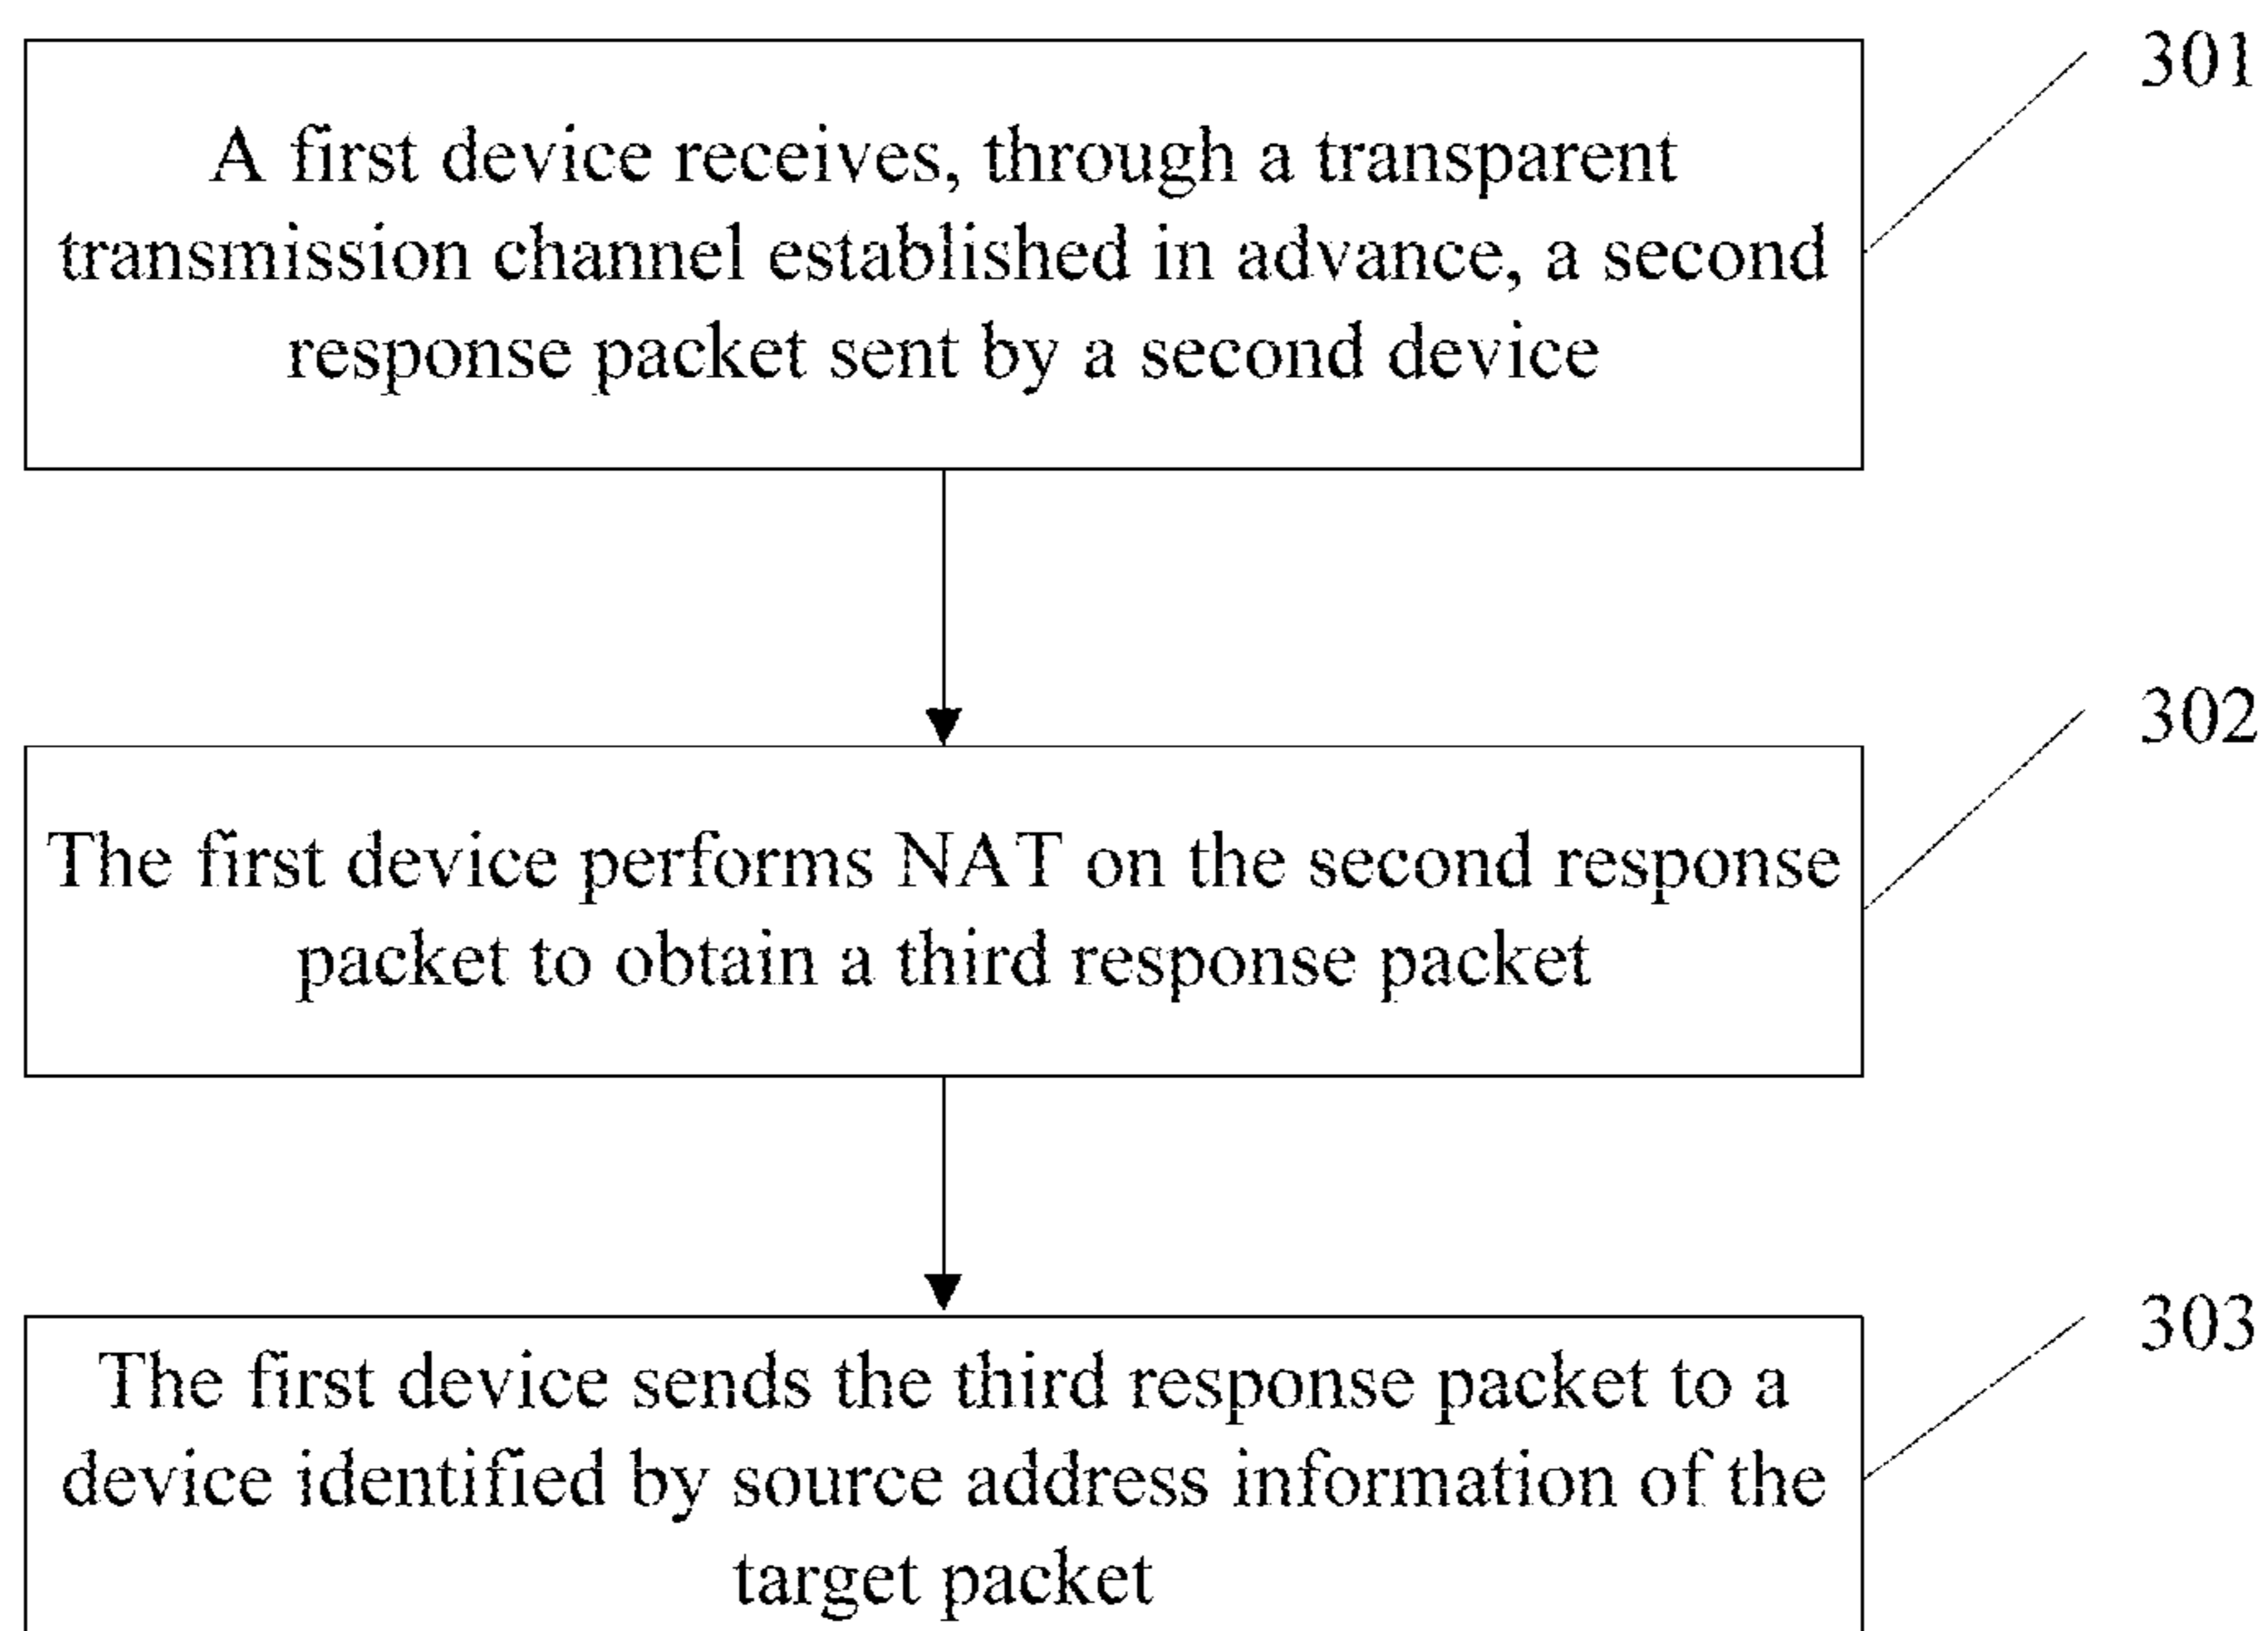 301
A first device receives, through a transparent
transmission channel established in advance, a second
response packet sent by a second device
302
The first device performs NAT on the second response
packet to obtain a third response packet
303
The first device sends the third response packet to a
device identified by source address information of the
target packet